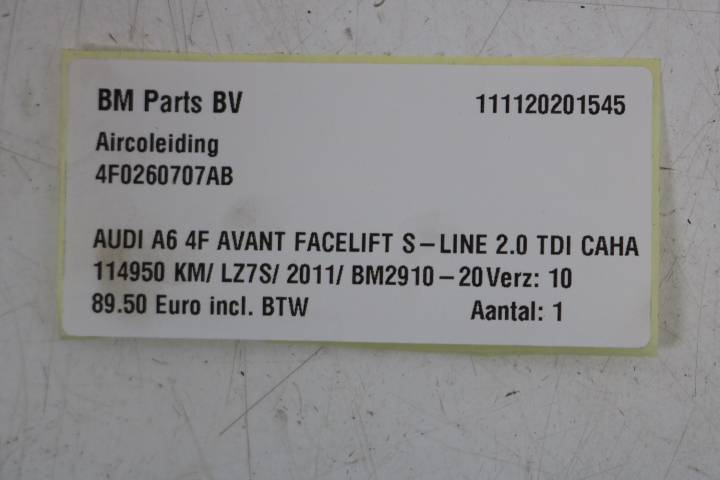 BM Parts BV 111120201545
Aircoleiding
4F0260707AB
AUDI A6 4F AVANT FACELIFT S-LINE 2.0 TDI CAHA
114950 KM/ LZ7S/ 2011/ BM2910-20 Verz: 10
89.50 Euro incl. BTW Aantal: 1